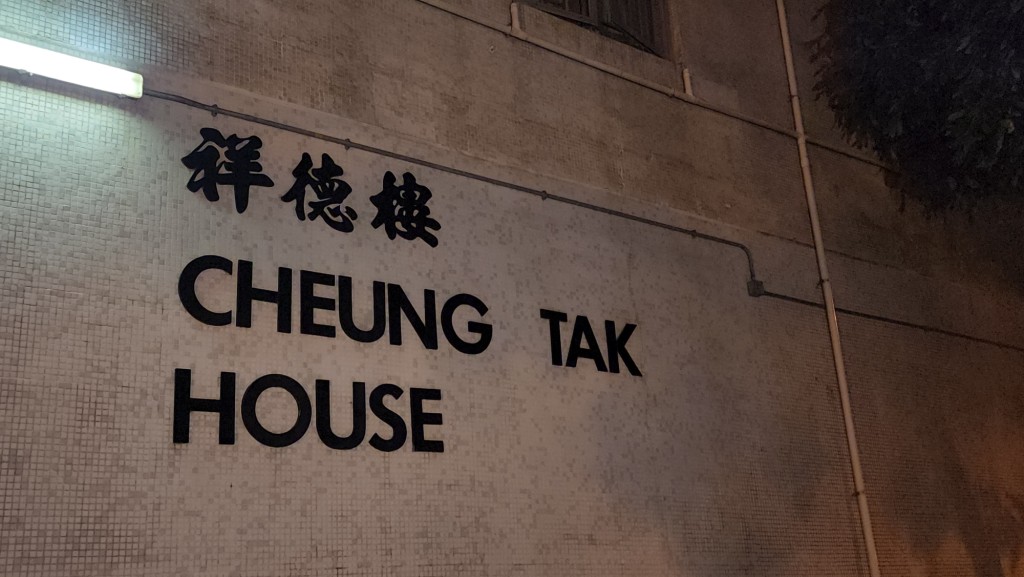 祥德樓
CHEUNG TAK
HOUSE